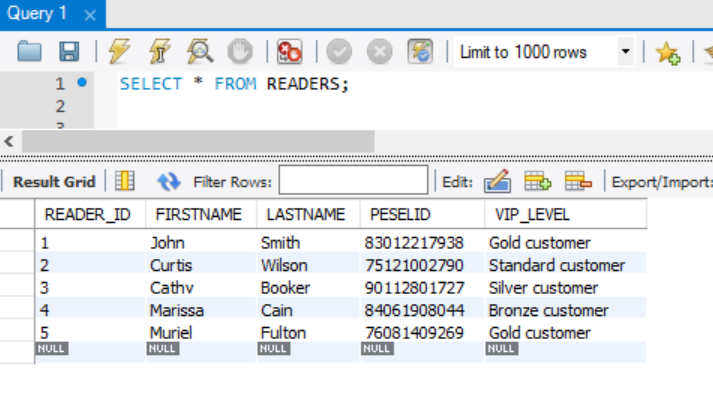 Query 1
Limit to 1000 rows
1 SELECT * FROM READERS;
2
Result Grid Filter Rows: Edit: Export/Import:
READER_ID FIRSTNAME LASTNAME PESELID VIP_LEVEL
1 John Smith 83012217938 Gold customer
2 Curtis Wilson 75121002790 Standard customer
3 Cathy Booker 90112801727 Silver customer
4 Marissa Cain 84061908044 Bronze customer
5 Muriel Fulton 76081409269 Gold customer
NULL NULL NULL NULL NULL